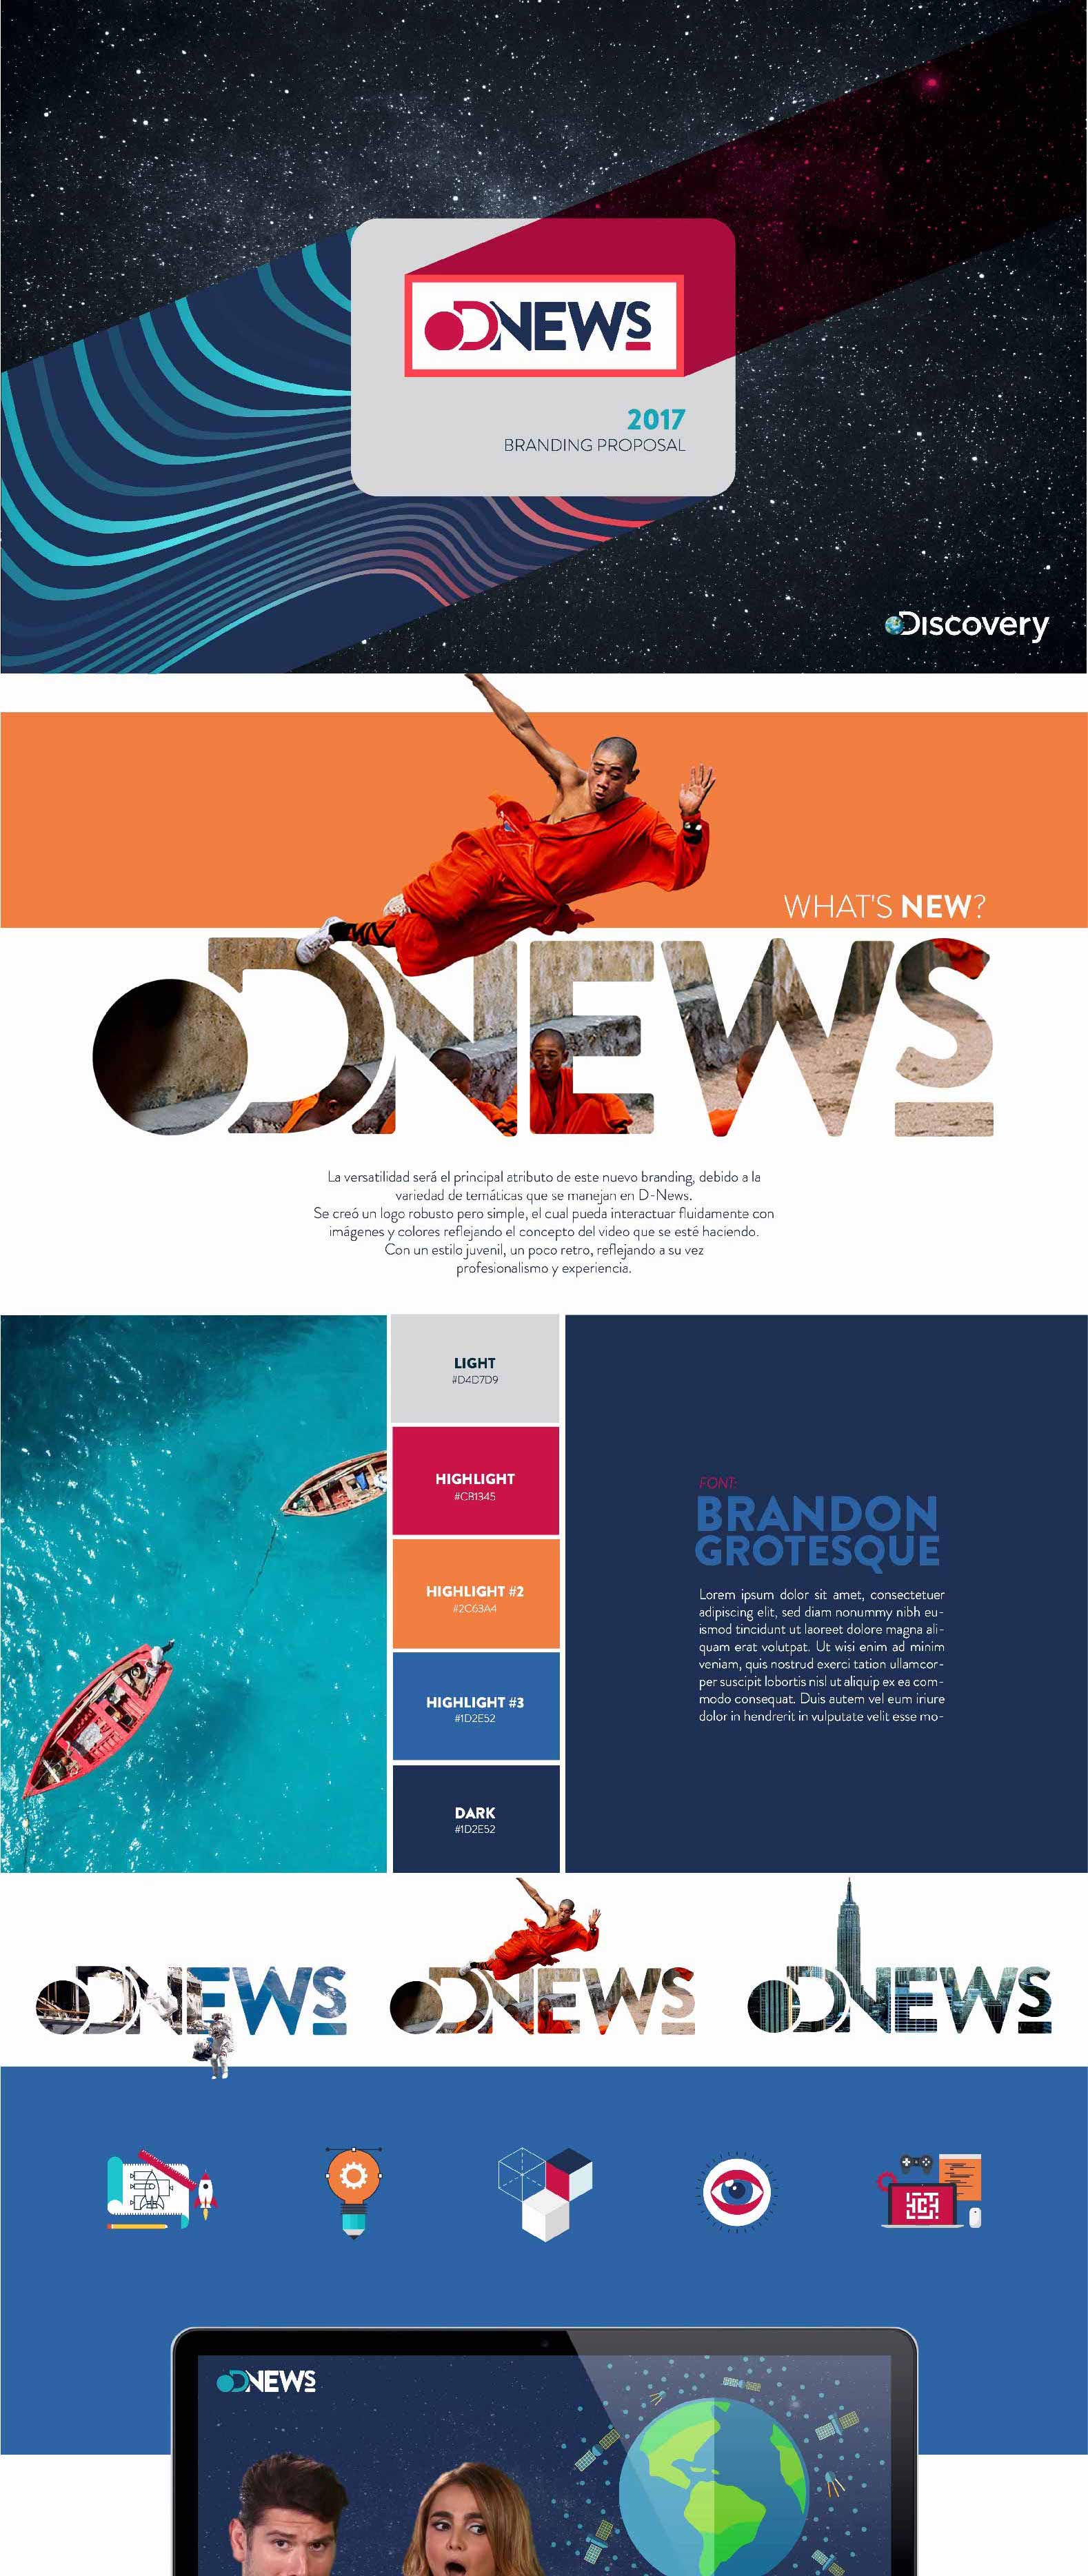 DNEWS
2017
BRANDING PROPOSAL
Discovery
WHAT'S NEW?
DNEWS
La versatilidad será el principal atributo de este nuevo branding, debido a la
variedad de temáticas que se manejan en D-News.
Se creó un logo robusto pero simple, el cual pueda interactuar fluidamente con
imágenes y colores reflejando el concepto del video que se esté haciendo.
Con un estilo juvenil, un poco retro, reflejando a su vez
profesionalismo y experiencia.
LIGHT
#D4D7D9
HIGHLIGHT
#CB1345
HIGHLIGHT #2
#2C63A4
HIGHLIGHT #3
#1D2E52
DARK
#1D2E52
FONT:
BRANDON
GROTESQUE
Lorem ipsum dolor sit amet, consectetuer
adipiscing elit, sed diam nonummy nibh eu-
ismod tincidunt ut laoreet dolore magna ali-
quam erat volutpat. Ut wisi enim ad minim
veniam, quis nostrud exerci tation ullamcor-
per suscipit lobortis nisl ut aliquip ex ea com-
modo consequat. Duis autem vel eum iriure
dolor in hendrerit in vulputate velit esse mo-
DNEWS
DNEWS
DNEWS
DNEWS